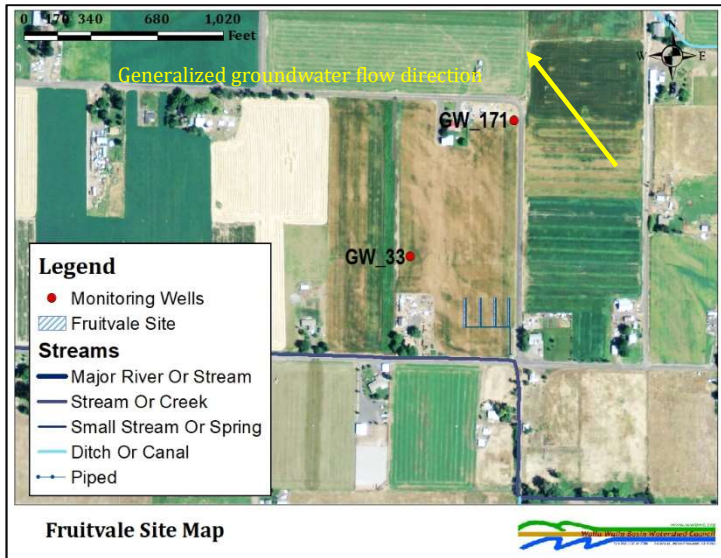 0 170 340 680 1,020
Feet
N
W E
S
Generalized groundwater flow direction
GW_171
GW_33
Legend
Monitoring Wells
Fruitvale Site
Streams
Major River Or Stream
Stream Or Creek
Small Stream Or Spring
Ditch Or Canal
Piped
Fruitvale Site Map
Walla Walla Basin Watershed Council